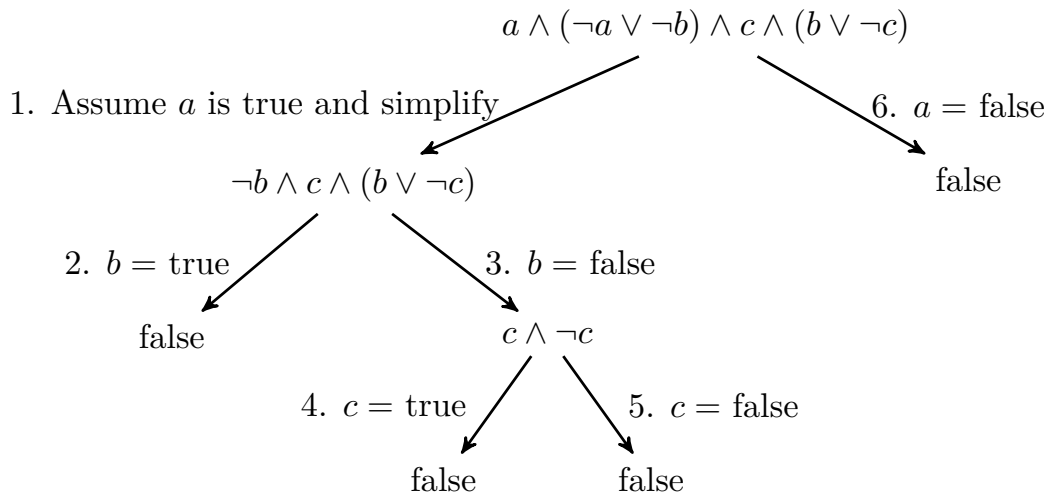 a ∧ (¬a ∨ ¬b) ∧ c ∧ (b ∨ ¬c)
1. Assume a is true and simplify
6. a = false
¬b ∧ c ∧ (b ∨ ¬c)
false
2. b = true
3. b = false
false
c ∧ ¬c
4. c = true
5. c = false
false
false